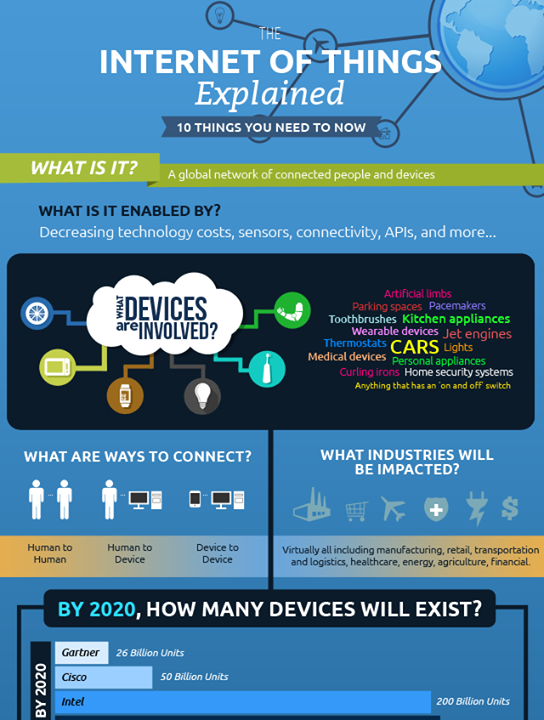 THE
INTERNET OF THINGS
Explained
10 THINGS YOU NEED TO NOW
WHAT IS IT?
A global network of connected people and devices
WHAT IS IT ENABLED BY?
Decreasing technology costs, sensors, connectivity, APIs, and more...
WHAT DEVICES
are INVOLVED?
Artificial limbs
Parking spaces Pacemakers
Toothbrushes Kitchen appliances
Wearable devices Jet engines
Thermostats CARS Lights
Medical devices Personal appliances
Curling irons Home security systems
Anything that has an 'on and off' switch
WHAT ARE WAYS TO CONNECT?
Human to
Human
Human to
Device
Device to
Device
WHAT INDUSTRIES WILL
BE IMPACTED?
$
Virtually all including manufacturing, retail, transportation
and logistics, healthcare, energy, agriculture, financial.
BY 2020, HOW MANY DEVICES WILL EXIST?
BY 2020
Gartner 26 Billion Units
Cisco 50 Billion Units
Intel 200 Billion Units